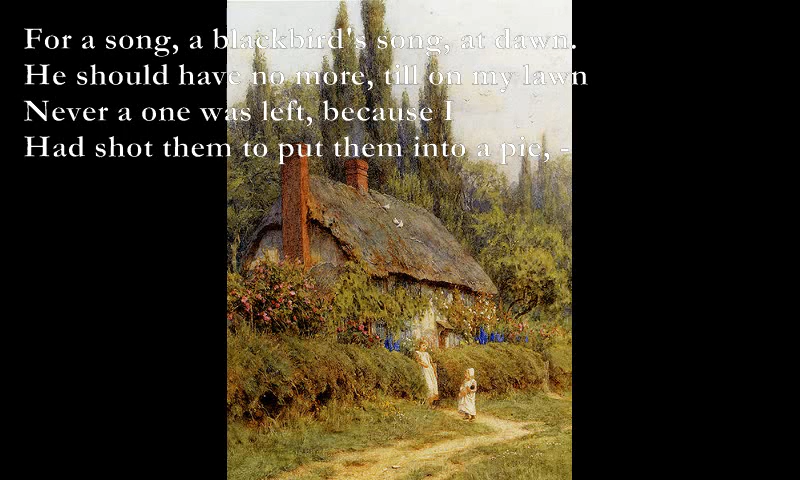 For a song, a blackbird's song, at dawn.
He should have no more, till on my lawn
Never a one was left, because I
Had shot them to put them into a pie, -